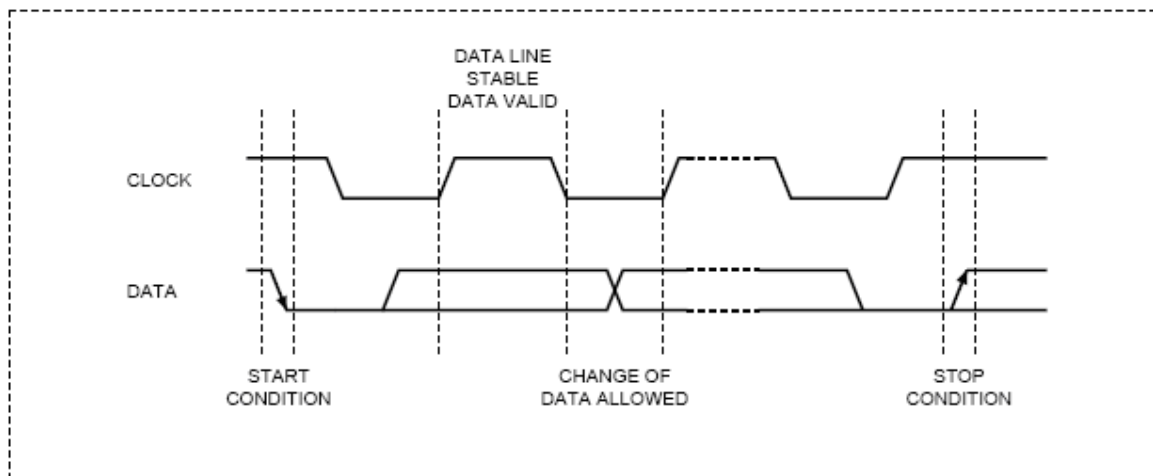 DATA LINE
STABLE
DATA VALID
CLOCK
DATA
START
CONDITION
CHANGE OF
DATA ALLOWED
STOP
CONDITION